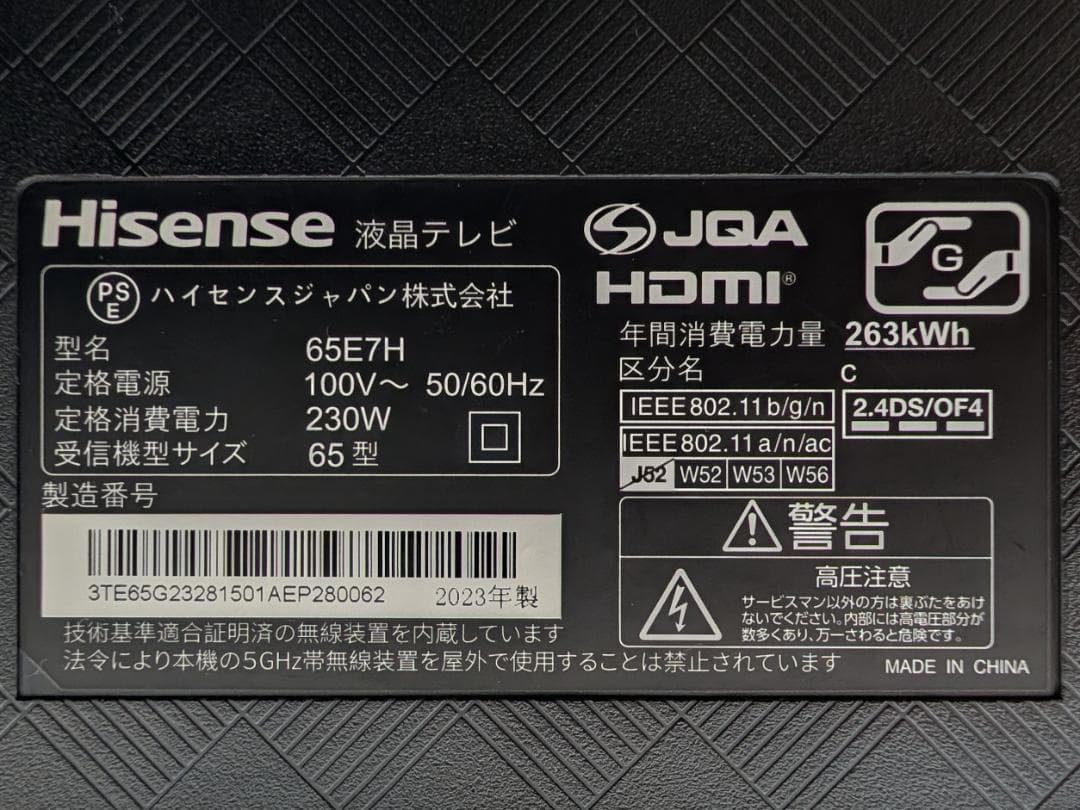 Hisense 液晶テレビ
PSE ハイセンスジャパン株式会社
型名 65E7H
定格電源 100V～ 50/60Hz
定格消費電力 230W
受信機型サイズ 65型
製造番号
3TE65G23281501AEP280062 2023年製
JQA
HDMI®
G
年間消費電力量 263kWh
区分名 C
IEEE802.11b/g/n 2.4DS/OF4
IEEE802.11a/n/ac
J52 W52 W53 W56
警告
高圧注意
サービスマン以外の方は裏ぶたをあけ
ないでください。内部には高電圧部分が
数多くあり、万一さわると危険です。
技術基準適合証明済の無線装置を内蔵しています
法令により本機の5GHz帯無線装置を屋外で使用することは禁止されています
MADE IN CHINA